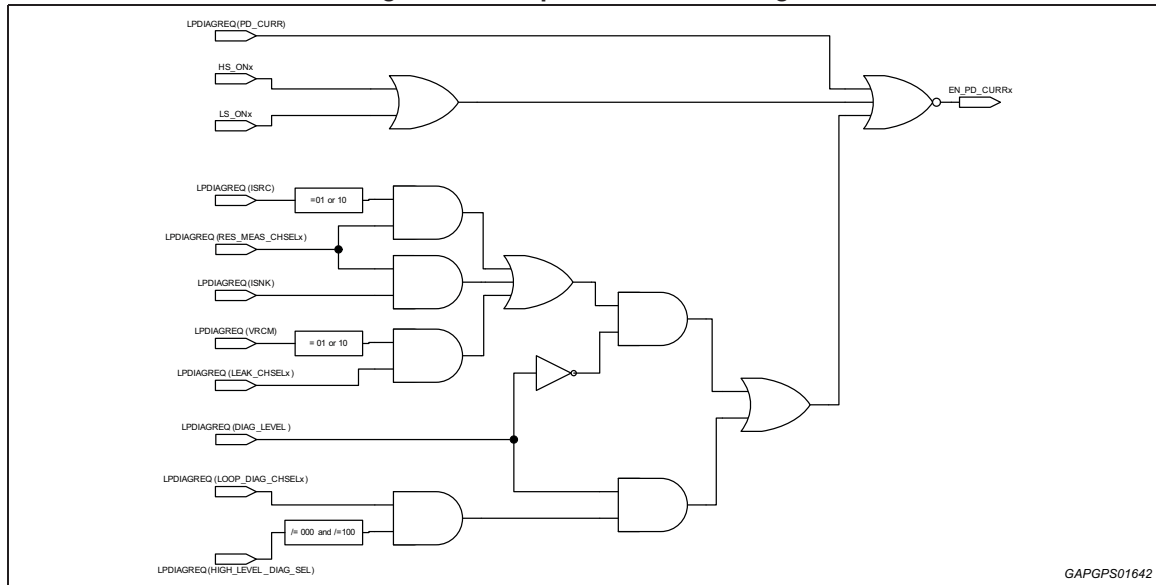 LPDIAGREQ(PD_CURR)
HS_ONx
EN_PD_CURRx
LS_ONx
LPDIAGREQ (ISRC)
=01 or 10
LPDIAGREQ (RES_MEAS_CHSELx)
LPDIAGREQ(ISNK)
LPDIAGREQ (VRCM)
= 01 or 10
LPDIAGREQ (LEAK_CHSELx)
LPDIAGREQ (DIAG_LEVEL )
LPDIAGREQ (LOOP_DIAG_CHSELx)
/= 000 and /=100
LPDIAGREQ(HIGH_LEVEL_DIAG_SEL)
GAPGPS01642